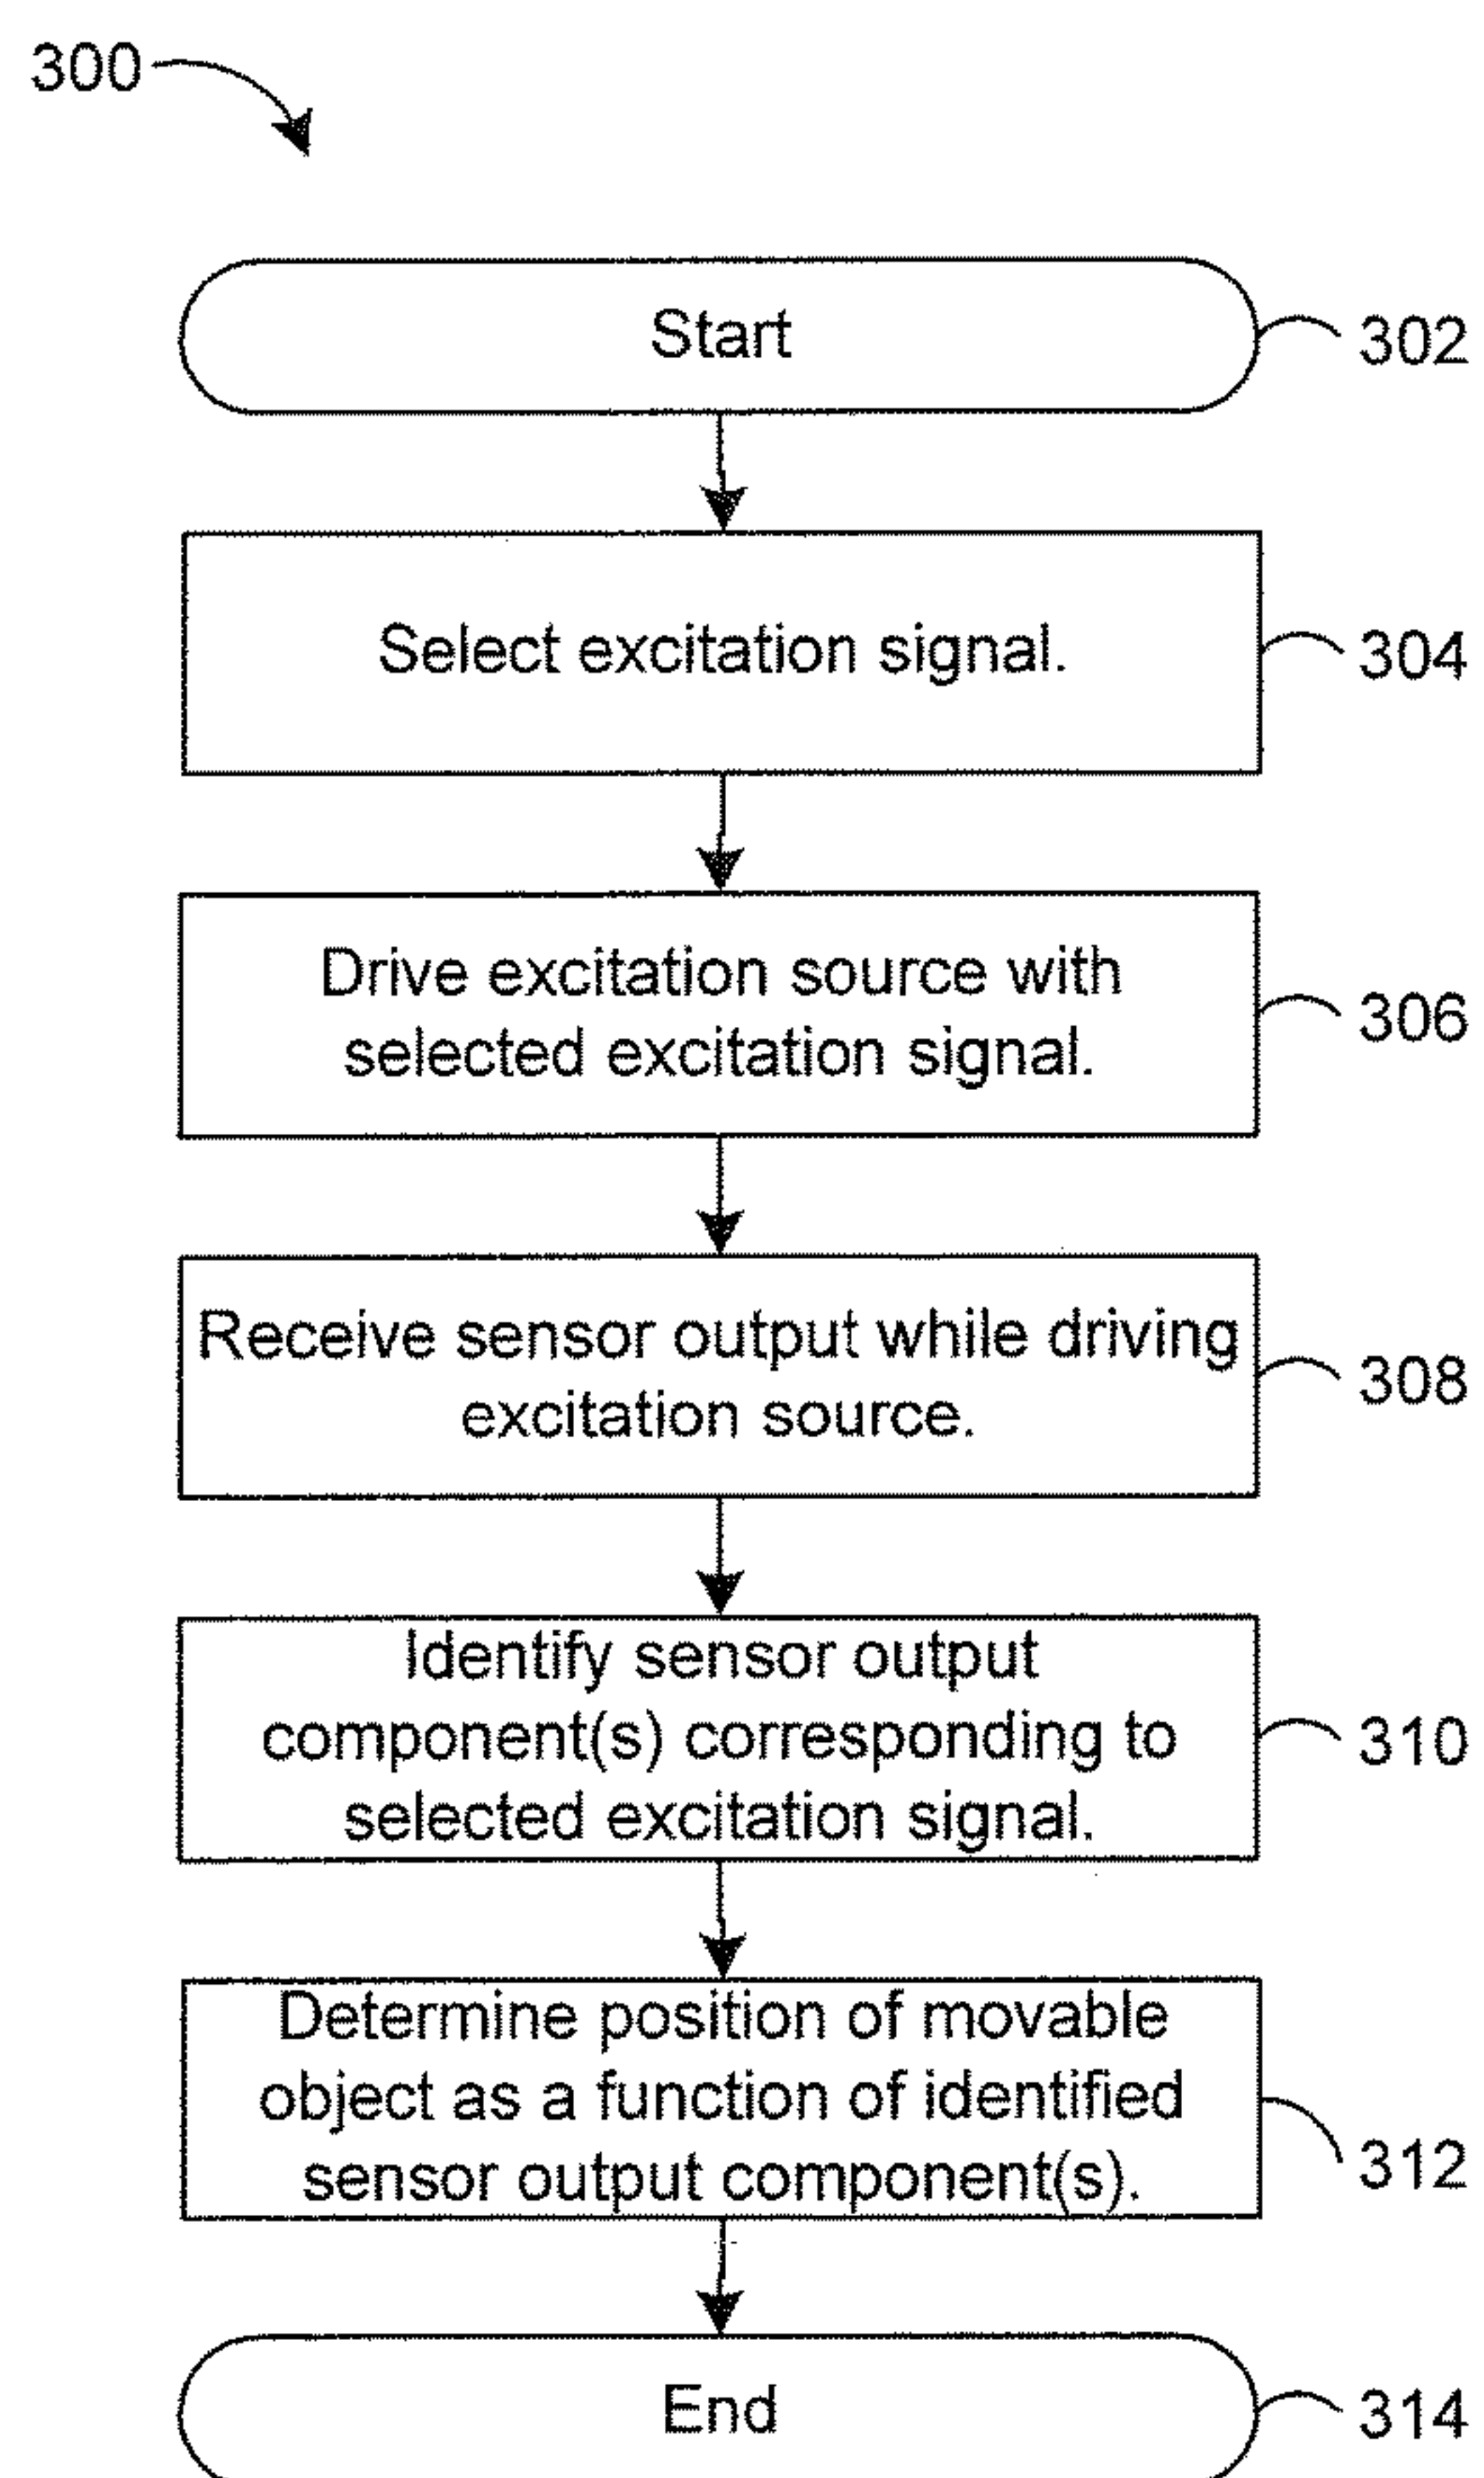 300
Start
302
Select excitation signal.
304
Drive excitation source with
selected excitation signal.
306
Receive sensor output while driving
excitation source.
308
Identify sensor output
component(s) corresponding to
selected excitation signal.
310
Determine position of movable
object as a function of identified
sensor output component(s).
312
End
314